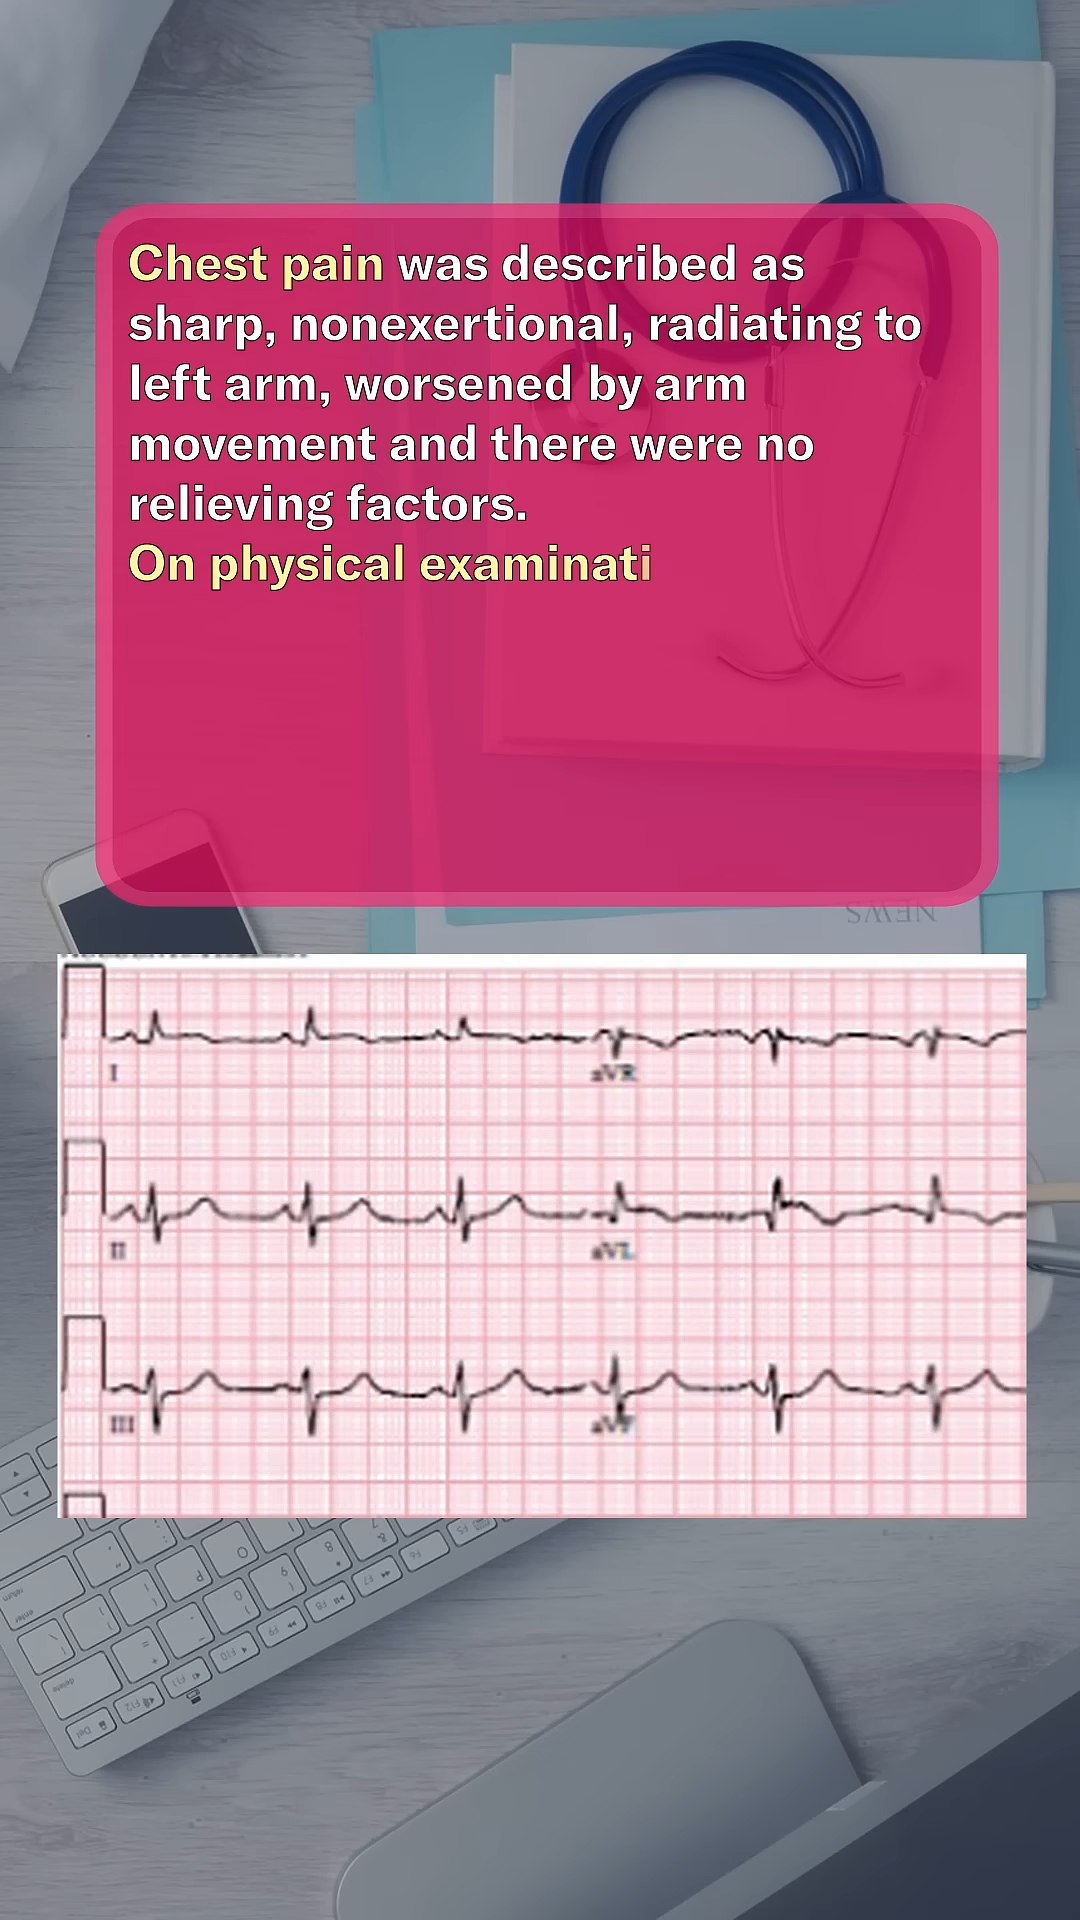 Chest pain was described as
sharp, nonexertional, radiating to
left arm, worsened by arm
movement and there were no
relieving factors.
On physical examinati
NEWS
I
aVR
II
aVL
III
aVF